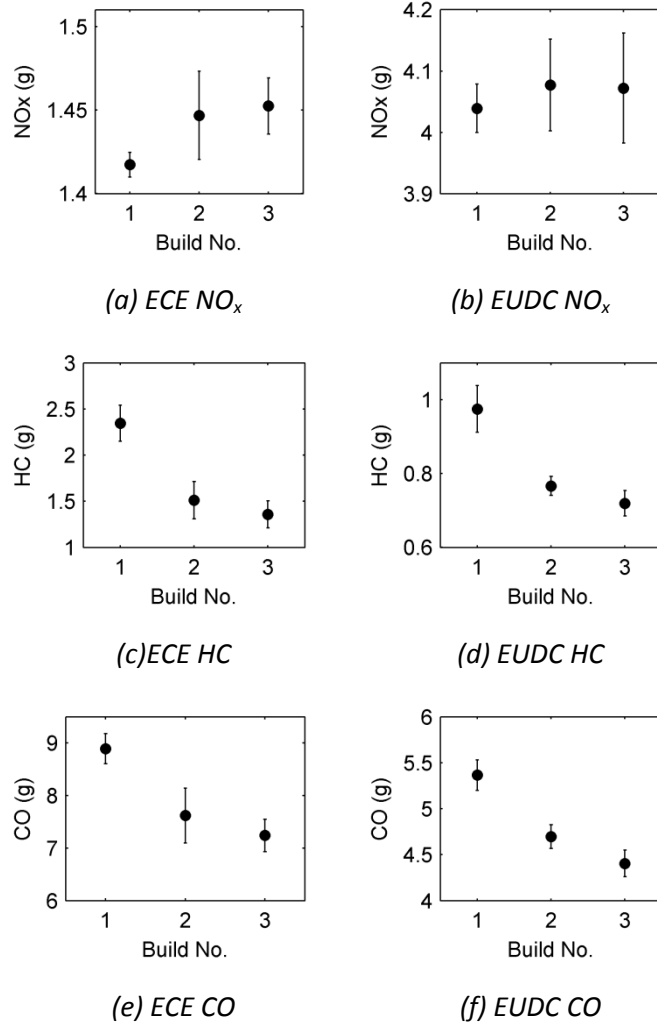 1.5
1.45
1.4
NOx (g)
1 2 3
Build No.
(a) ECE NOx
4.2
4.1
4
3.9
NOx (g)
1 2 3
Build No.
(b) EUDC NOx
3
2.5
2
1.5
1
HC (g)
1 2 3
Build No.
(c)ECE HC
1
0.8
0.6
HC (g)
1 2 3
Build No.
(d) EUDC HC
9
8
7
6
CO (g)
1 2 3
Build No.
(e) ECE CO
6
5.5
5
4.5
4
CO (g)
1 2 3
Build No.
(f) EUDC CO